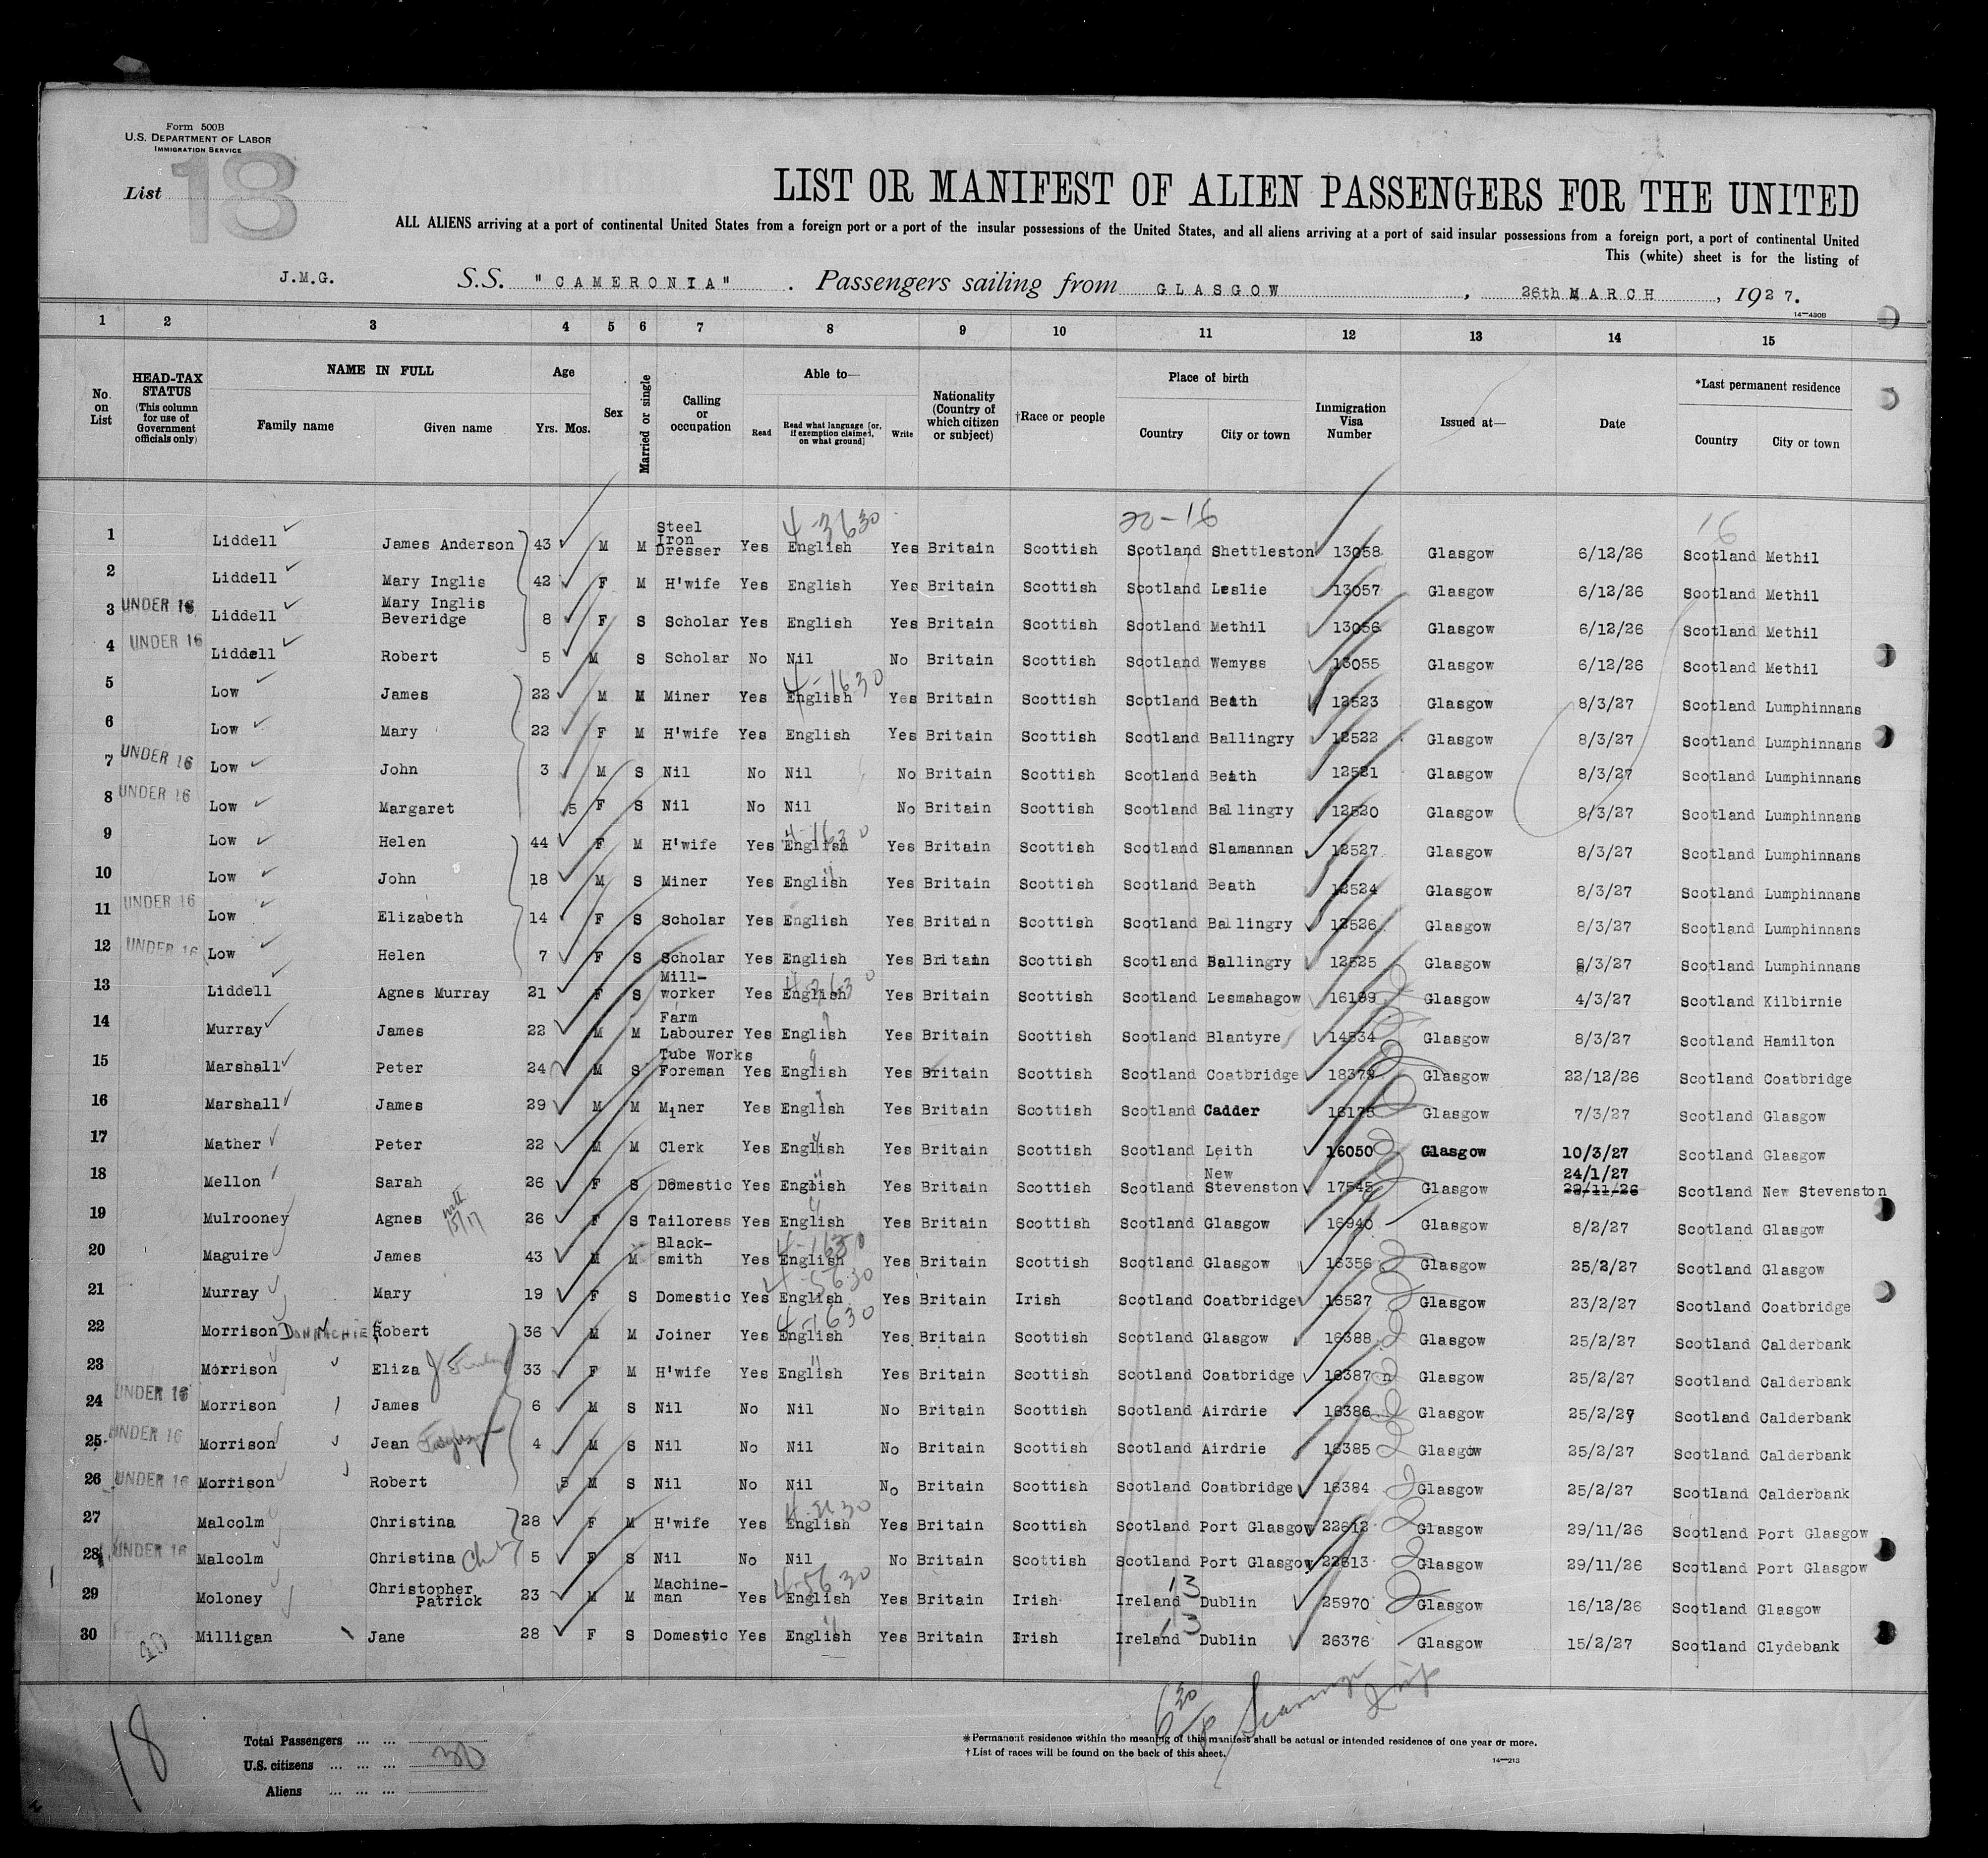 Form 500B
U.S. DEPARTMENT OF LABOR
IMMIGRATION SERVICE
List 18
LIST OR MANIFEST OF ALIEN PASSENGERS FOR THE UNITED
ALL ALIENS arriving at a port of continental United States from a foreign port or a port of the insular possessions of the United States, and all aliens arriving at a port of said insular possessions from a foreign port, a port of continental United
This (white) sheet is for the listing of
J.M.G. S.S. "CAMERONIA". Passengers sailing from GLASGOW, 26th MARCH, 1927.
14—430B
1 2 3 4 5 6 7 8 9 10 11 12 13 14 15
No. on List
HEAD-TAX STATUS (This column for use of Government officials only)
NAME IN FULL
Family name Given name
Age
Yrs. Mos.
Sex
Married or single
Calling or occupation
Able to—
Read Read what language [or, if exemption claimed, on what ground] Write
Nationality (Country of which citizen or subject)
†Race or people
Place of birth
Country City or town
Immigration Visa Number
Issued at—
Date
*Last permanent residence
Country City or town
4-3630 20-16 16
1 Liddell James Anderson 43 M M Steel Iron Dresser Yes English Yes Britain Scottish Scotland Shettleston 13058 Glasgow 6/12/26 Scotland Methil
2 Liddell Mary Inglis 42 F M H'wife Yes English Yes Britain Scottish Scotland Leslie 13057 Glasgow 6/12/26 Scotland Methil
3 UNDER 16 Liddell Mary Inglis Beveridge 8 F S Scholar Yes English Yes Britain Scottish Scotland Methil 13056 Glasgow 6/12/26 Scotland Methil
4 UNDER 16 Liddell Robert 5 M S Scholar No Nil No Britain Scottish Scotland Wemyss 13055 Glasgow 6/12/26 Scotland Methil
4-1630
5 Low James 22 M M Miner Yes English Yes Britain Scottish Scotland Beath 12523 Glasgow 8/3/27 Scotland Lumphinnans
6 Low Mary 22 F M H'wife Yes English Yes Britain Scottish Scotland Ballingry 12522 Glasgow 8/3/27 Scotland Lumphinnans
7 UNDER 16 Low John 3 M S Nil No Nil No Britain Scottish Scotland Beath 12521 Glasgow 8/3/27 Scotland Lumphinnans
8 UNDER 16 Low Margaret 5 F S Nil No Nil No Britain Scottish Scotland Ballingry 12520 Glasgow 8/3/27 Scotland Lumphinnans
4-1630
9 Low Helen 44 F M H'wife Yes English Yes Britain Scottish Scotland Slamannan 12527 Glasgow 8/3/27 Scotland Lumphinnans
10 Low John 18 M S Miner Yes English Yes Britain Scottish Scotland Beath 12524 Glasgow 8/3/27 Scotland Lumphinnans
11 UNDER 16 Low Elizabeth 14 F S Scholar Yes English Yes Britain Scottish Scotland Ballingry 12526 Glasgow 8/3/27 Scotland Lumphinnans
12 UNDER 16 Low Helen 7 F S Scholar Yes English Yes Britain Scottish Scotland Ballingry 12525 Glasgow 8/3/27 Scotland Lumphinnans
13 Liddell Agnes Murray 21 F S Mill-worker Yes English Yes Britain Scottish Scotland Lesmahagow 16199 Glasgow 4/3/27 Scotland Kilbirnie
14 Murray James 22 M M Farm Labourer Yes English Yes Britain Scottish Scotland Blantyre 14534 Glasgow 8/3/27 Scotland Hamilton
15 Marshall Peter 24 M S Tube Works Foreman Yes English Yes Britain Scottish Scotland Coatbridge 18379 Glasgow 22/12/26 Scotland Coatbridge
16 Marshall James 29 M M Miner Yes English Yes Britain Scottish Scotland Cadder 16175 Glasgow 7/3/27 Scotland Glasgow
17 Mather Peter 22 M M Clerk Yes English Yes Britain Scottish Scotland Leith 16050 Glasgow 10/3/27 Scotland Glasgow
18 Mellon Sarah 26 F S Domestic Yes English Yes Britain Scottish Scotland New Stevenston 17545 Glasgow 24/1/27 29/11/26 Scotland New Stevenston
19 Mulrooney Agnes 26 F S Tailoress Yes English Yes Britain Scottish Scotland Glasgow 16940 Glasgow 8/2/27 Scotland Glasgow
20 Maguire James 43 M M Black-smith Yes English Yes Britain Scottish Scotland Glasgow 16356 Glasgow 25/2/27 Scotland Glasgow
4-5630
21 Murray Mary 19 F S Domestic Yes English Yes Britain Irish Scotland Coatbridge 16527 Glasgow 23/2/27 Scotland Coatbridge
4-1630
22 Morrison DONNACHIE Robert 36 M M Joiner Yes English Yes Britain Scottish Scotland Glasgow 16388 Glasgow 25/2/27 Scotland Calderbank
23 Morrison Eliza 33 F M H'wife Yes English Yes Britain Scottish Scotland Coatbridge 16387 Glasgow 25/2/27 Scotland Calderbank
24 UNDER 16 Morrison James 6 M S Nil No Nil No Britain Scottish Scotland Airdrie 16386 Glasgow 25/2/27 Scotland Calderbank
25 UNDER 16 Morrison Jean 4 M S Nil No Nil No Britain Scottish Scotland Airdrie 16385 Glasgow 25/2/27 Scotland Calderbank
26 UNDER 16 Morrison Robert 5 M S Nil No Nil No Britain Scottish Scotland Coatbridge 16384 Glasgow 25/2/27 Scotland Calderbank
27 Malcolm Christina 28 F M H'wife Yes English Yes Britain Scottish Scotland Port Glasgow 22612 Glasgow 29/11/26 Scotland Port Glasgow
28 UNDER 16 Malcolm Christina 5 F S Nil No Nil No Britain Scottish Scotland Port Glasgow 22613 Glasgow 29/11/26 Scotland Port Glasgow
4-5630 13
29 Moloney Christopher Patrick 23 M M Machine-man Yes English Yes Britain Irish Ireland Dublin 25970 Glasgow 16/12/26 Scotland Glasgow
13
30 Milligan Jane 28 F S Domestic Yes English Yes Britain Irish Ireland Dublin 26376 Glasgow 15/2/27 Scotland Clydebank
18
Total Passengers ... ...
U.S. citizens ... ... ... 30
Aliens ... ... ...
* Permanent residence within the meaning of this manifest shall be actual or intended residence of one year or more.
† List of races will be found on the back of this sheet.
14—213